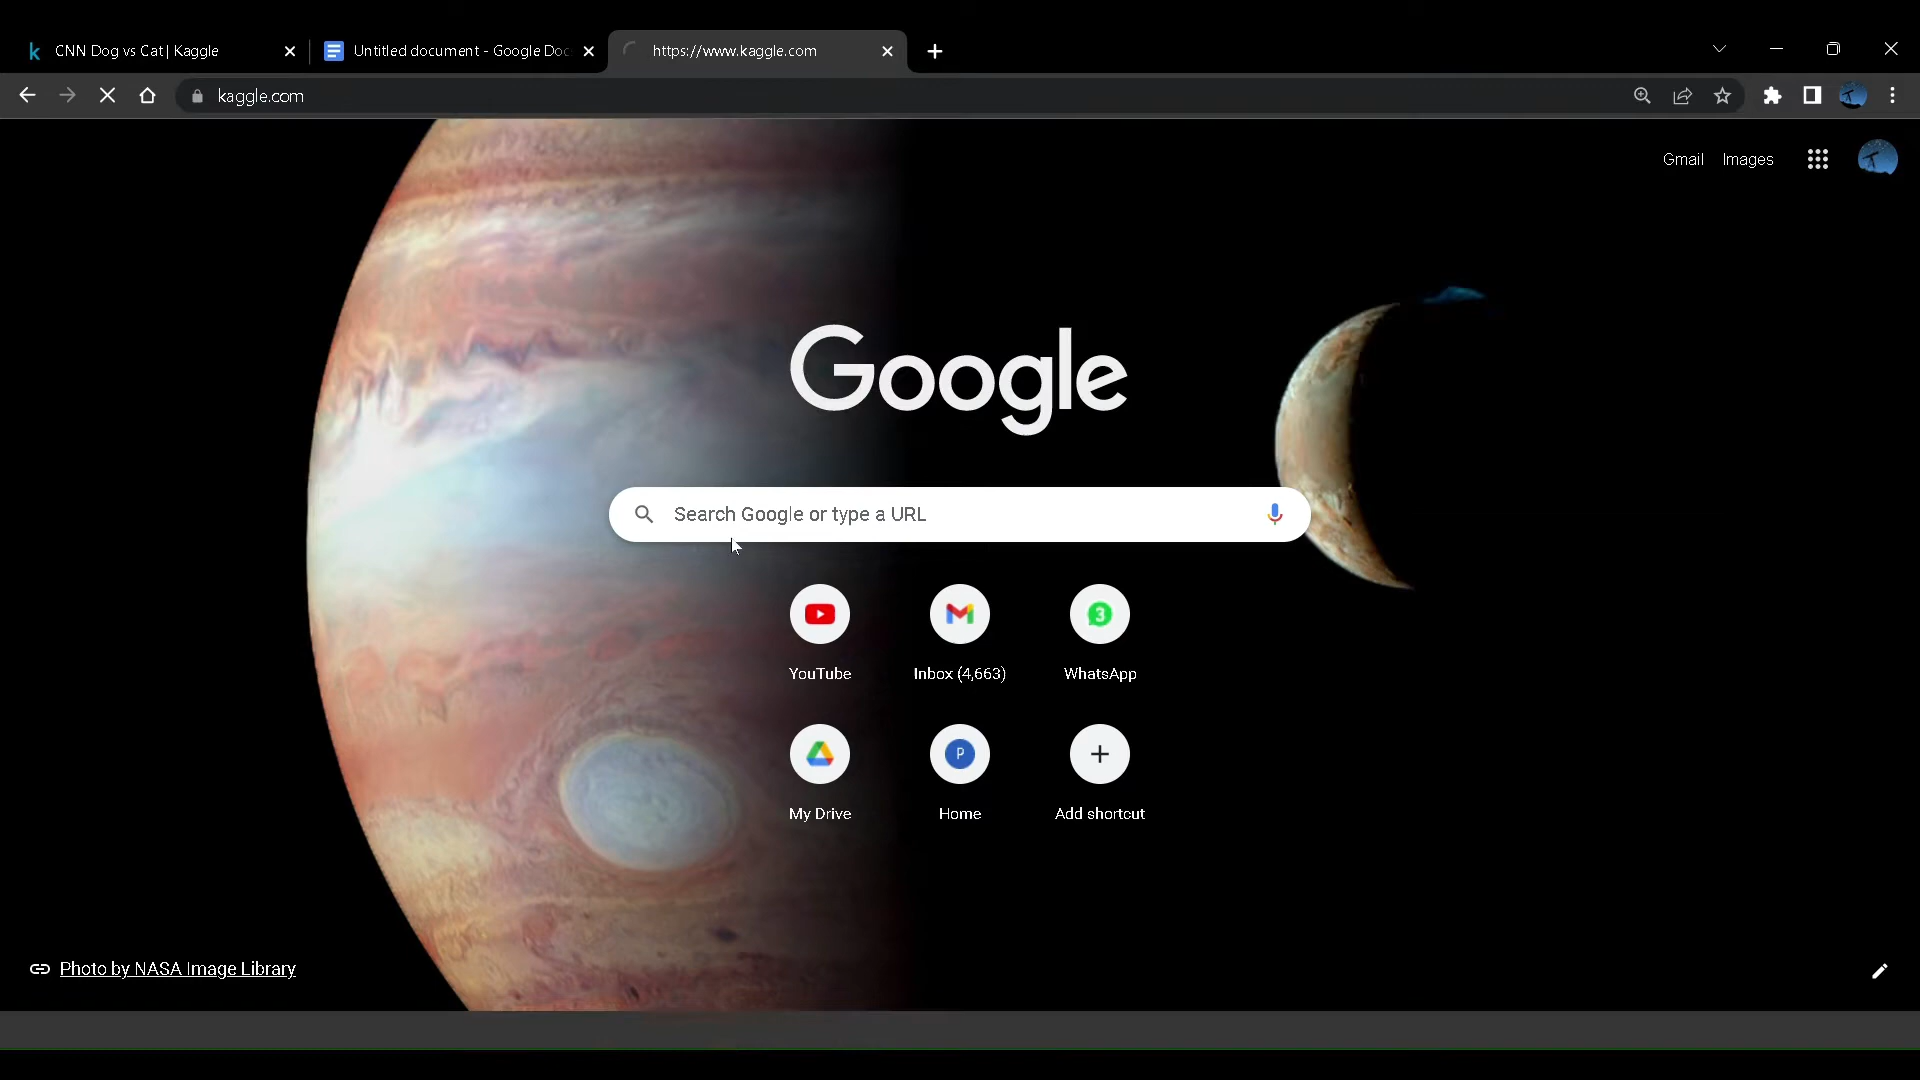 CNN Dog vs Cat | Kaggle
Untitled document - Google Doc
https://www.kaggle.com
kaggle.com
Gmail Images
Google
Search Google or type a URL
3
YouTube Inbox (4,663) WhatsApp
P
My Drive Home Add shortcut
Photo by NASA Image Library